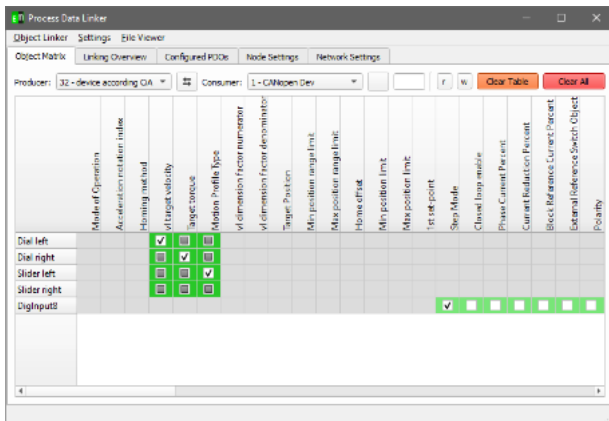 Process Data Linker
Object Linker Settings File Viewer
Object Matrix Linking Overview Configured PDOs Node Settings Network Settings
Producer: 32 - device according CiA Consumer: 1 - CANopen Dev r w Clear Table Clear All
Mode of Operation
Acceleration notation index
Homing method
vl target velocity
Target torque
Motion Profile Type
vl dimension factor numerator
vl dimension factor denominator
Target Position
Min position range limit
Max position range limit
Home offset
Min position limit
Max position limit
1st set-point
Step Mode
Closed loop enable
Phase Current Percent
Current Reduction Percent
Block Reference Current Percent
External Reference Switch Object
Polarity
Dial left
Dial right
Slider left
Slider right
DigInput8